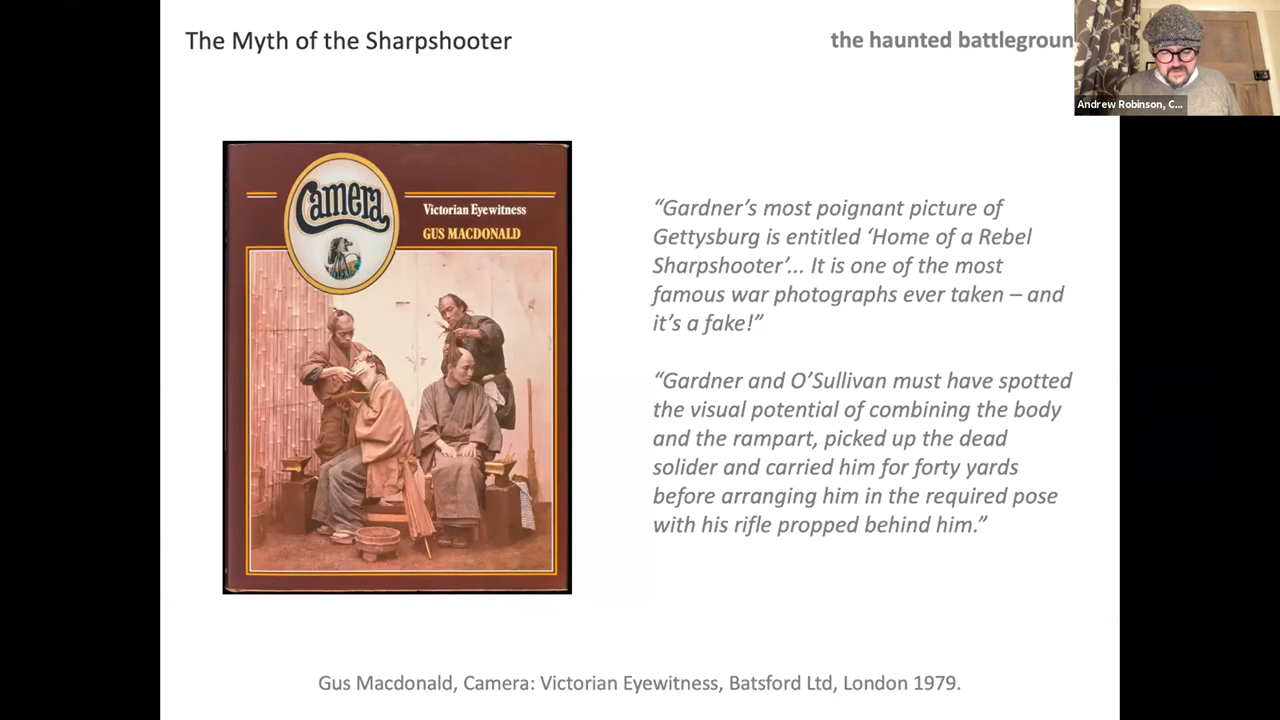 The Myth of the Sharpshooter
the haunted battlegroun
Andrew Robinson, C...
Camera
Victorian Eyewitness
GUS MACDONALD
“Gardner’s most poignant picture of
Gettysburg is entitled ‘Home of a Rebel
Sharpshooter’... It is one of the most
famous war photographs ever taken – and
it’s a fake!”
“Gardner and O’Sullivan must have spotted
the visual potential of combining the body
and the rampart, picked up the dead
solider and carried him for forty yards
before arranging him in the required pose
with his rifle propped behind him.”
Gus Macdonald, Camera: Victorian Eyewitness, Batsford Ltd, London 1979.